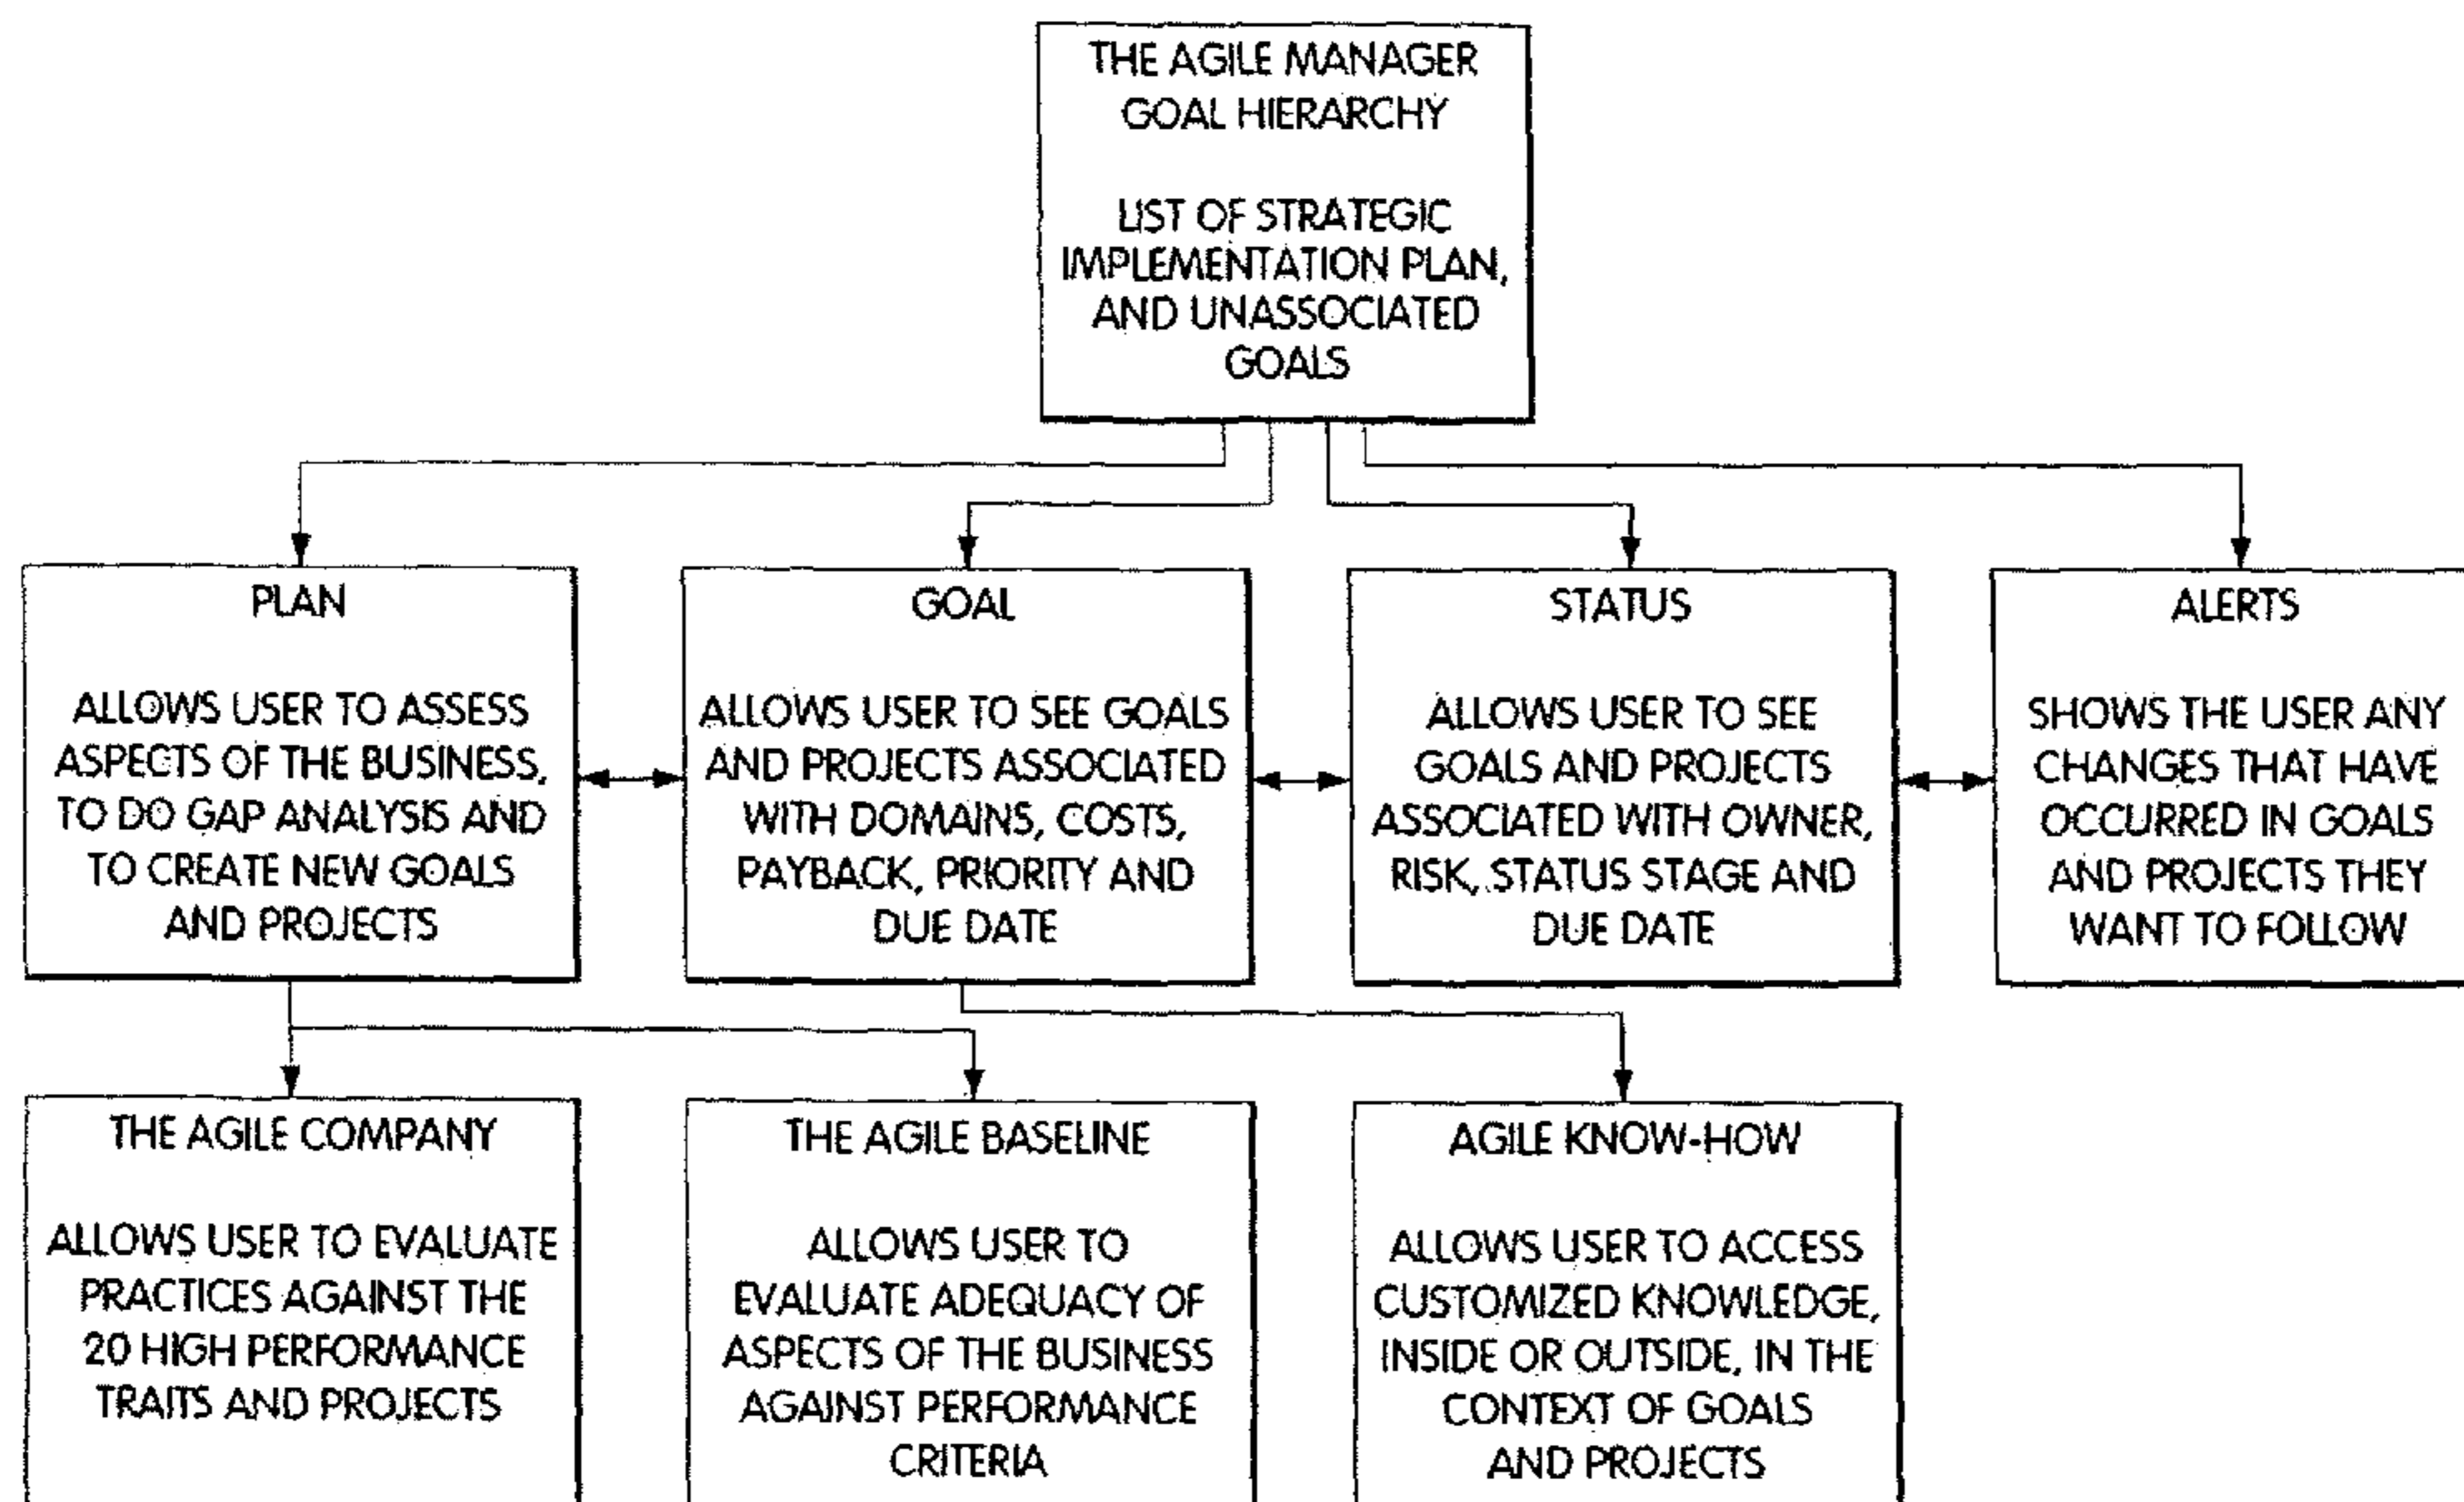 THE AGILE MANAGER
GOAL HIERARCHY
LIST OF STRATEGIC
IMPLEMENTATION PLAN,
AND UNASSOCIATED
GOALS
PLAN
ALLOWS USER TO ASSESS
ASPECTS OF THE BUSINESS,
TO DO GAP ANALYSIS AND
TO CREATE NEW GOALS
AND PROJECTS
GOAL
ALLOWS USER TO SEE GOALS
AND PROJECTS ASSOCIATED
WITH DOMAINS, COSTS,
PAYBACK, PRIORITY AND
DUE DATE
STATUS
ALLOWS USER TO SEE
GOALS AND PROJECTS
ASSOCIATED WITH OWNER,
RISK, STATUS STAGE AND
DUE DATE
ALERTS
SHOWS THE USER ANY
CHANGES THAT HAVE
OCCURRED IN GOALS
AND PROJECTS THEY
WANT TO FOLLOW
THE AGILE COMPANY
ALLOWS USER TO EVALUATE
PRACTICES AGAINST THE
20 HIGH PERFORMANCE
TRAITS AND PROJECTS
THE AGILE BASELINE
ALLOWS USER TO
EVALUATE ADEQUACY OF
ASPECTS OF THE BUSINESS
AGAINST PERFORMANCE
CRITERIA
AGILE KNOW-HOW
ALLOWS USER TO ACCESS
CUSTOMIZED KNOWLEDGE,
INSIDE OR OUTSIDE, IN THE
CONTEXT OF GOALS
AND PROJECTS